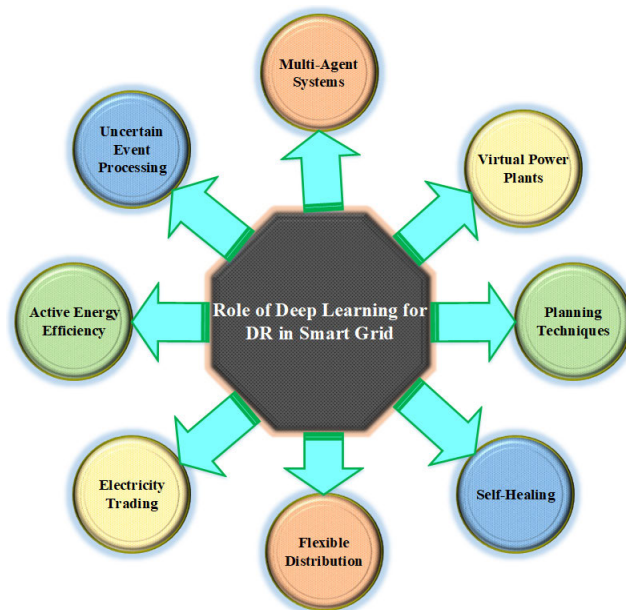 Multi-Agent
Systems
Uncertain
Event
Processing
Virtual Power
Plants
Active Energy
Efficiency
Role of Deep Learning for
DR in Smart Grid
Planning
Techniques
Electricity
Trading
Self-Healing
Flexible
Distribution